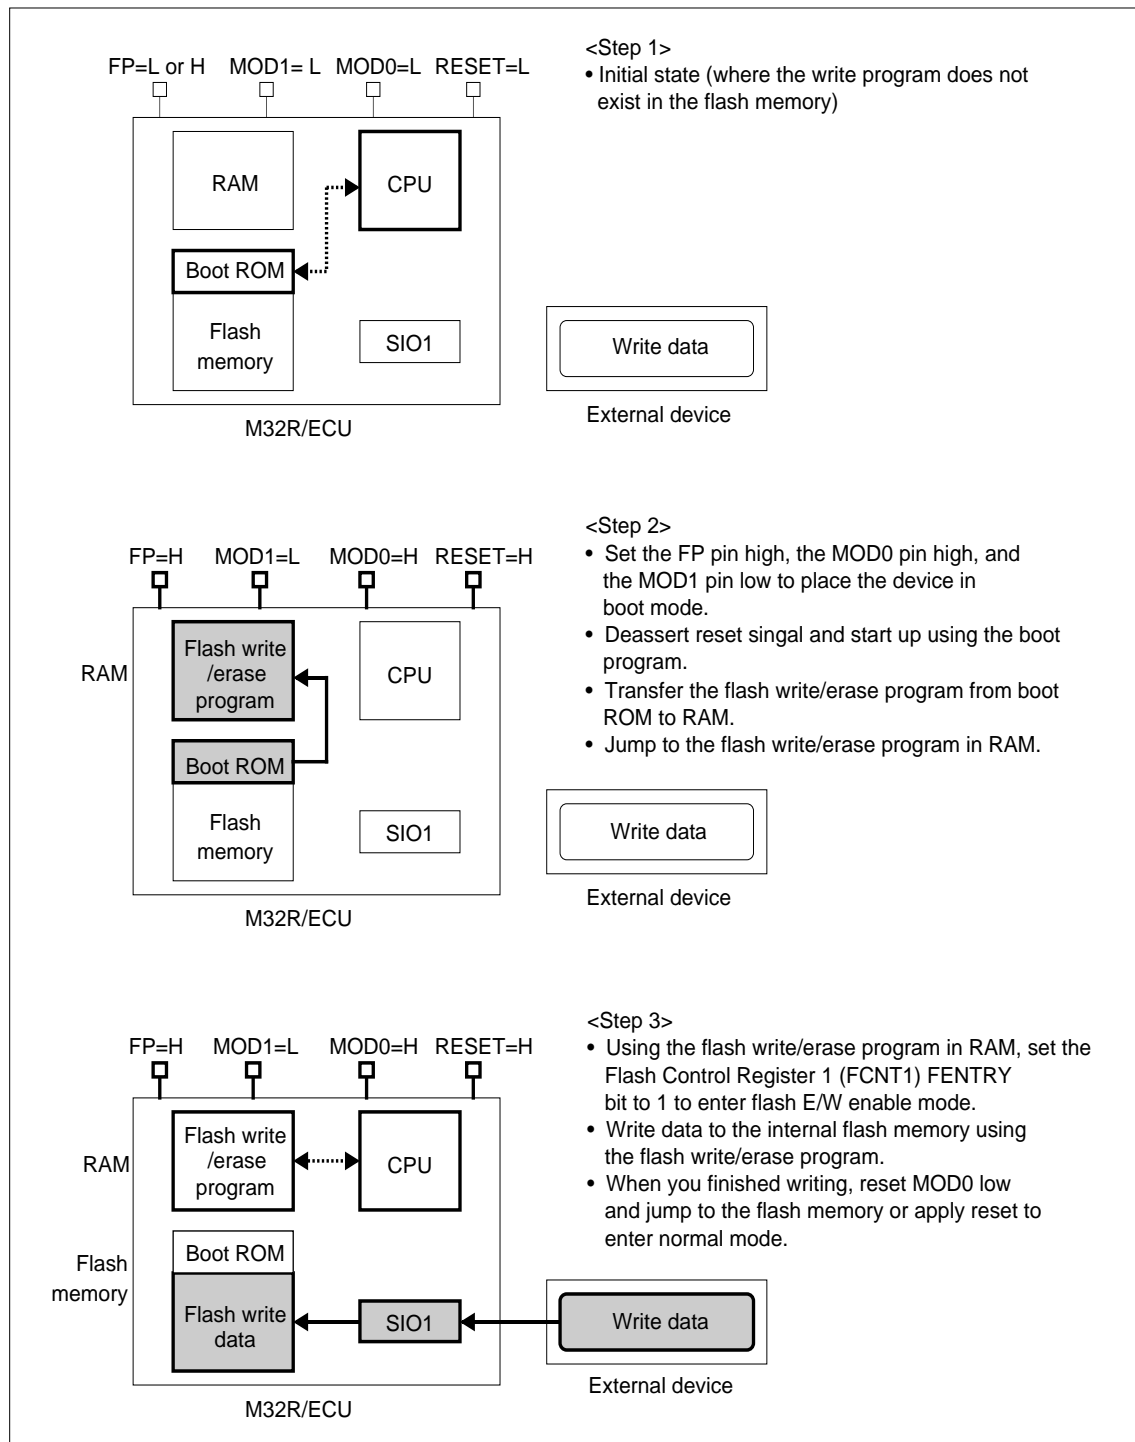 FP=L or H MOD1= L MOD0=L RESET=L
RAM
CPU
Boot ROM
Flash
memory
SIO1
M32R/ECU
Write data
External device
<Step 1>
• Initial state (where the write program does not
exist in the flash memory)
FP=H MOD1=L MOD0=H RESET=H
RAM
Flash write
/erase
program
CPU
Boot ROM
Flash
memory
SIO1
M32R/ECU
Write data
External device
<Step 2>
• Set the FP pin high, the MOD0 pin high, and
the MOD1 pin low to place the device in
boot mode.
• Deassert reset singal and start up using the boot
program.
• Transfer the flash write/erase program from boot
ROM to RAM.
• Jump to the flash write/erase program in RAM.
FP=H MOD1=L MOD0=H RESET=H
RAM
Flash write
/erase
program
CPU
Flash
memory
Boot ROM
Flash write
data
SIO1
M32R/ECU
Write data
External device
<Step 3>
• Using the flash write/erase program in RAM, set the
Flash Control Register 1 (FCNT1) FENTRY
bit to 1 to enter flash E/W enable mode.
• Write data to the internal flash memory using
the flash write/erase program.
• When you finished writing, reset MOD0 low
and jump to the flash memory or apply reset to
enter normal mode.